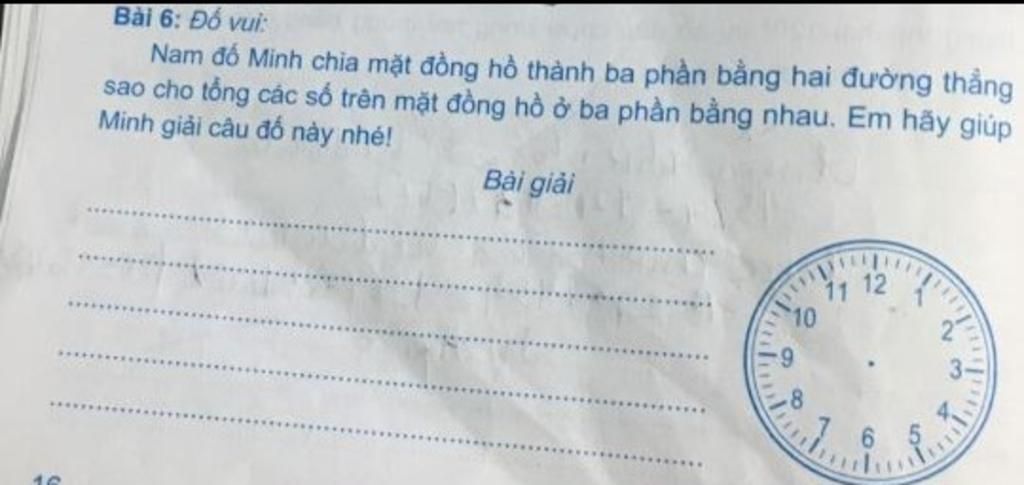 Bài 6: Đố vui:
Nam đố Minh chia mặt đồng hồ thành ba phần bằng hai đường thẳng
sao cho tổng các số trên mặt đồng hồ ở ba phần bằng nhau. Em hãy giúp
Minh giải câu đố này nhé!
Bài giải
11 12 1
10 2
9 3
8 4
7 6 5